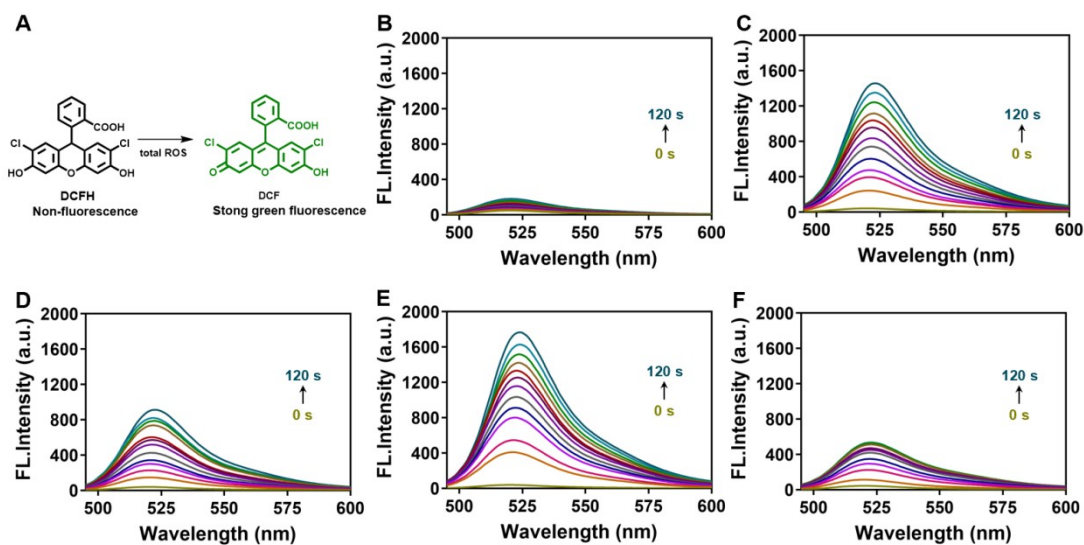 A
COOH
Cl
Cl
HO
O
OH
DCFH
Non-fluorescence
total ROS
COOH
Cl
Cl
O
O
OH
DCF
Stong green fluorescence
B
FL.Intensity (a.u.)
2000
1600
1200
800
400
0
120 s
0 s
500 525 550 575 600
Wavelength (nm)
C
FL.Intensity (a.u.)
2000
1600
1200
800
400
0
120 s
0 s
500 525 550 575 600
Wavelength (nm)
D
FL.Intensity (a.u.)
2000
1600
1200
800
400
0
120 s
0 s
500 525 550 575 600
Wavelength (nm)
E
FL.Intensity (a.u.)
2000
1600
1200
800
400
0
120 s
0 s
500 525 550 575 600
Wavelength (nm)
F
FL.Intensity (a.u.)
2000
1600
1200
800
400
0
120 s
0 s
500 525 550 575 600
Wavelength (nm)